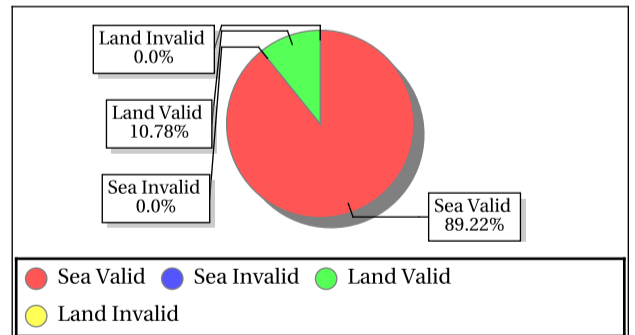 Land Invalid
0.0%
Land Valid
10.78%
Sea Invalid
0.0%
Sea Valid
89.22%
Sea Valid Sea Invalid Land Valid
Land Invalid